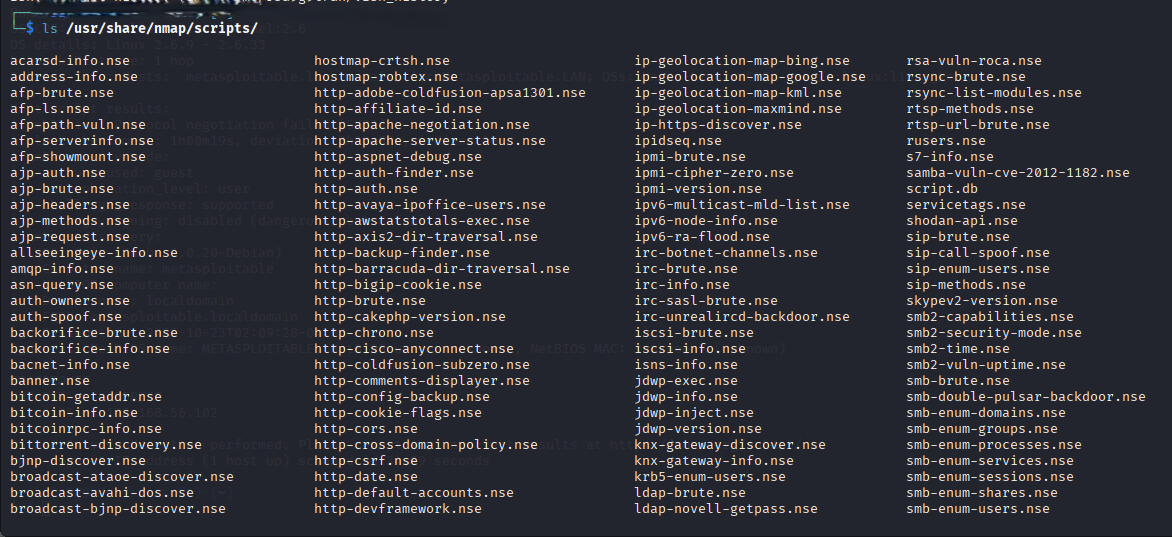 $ ls /usr/share/nmap/scripts/
acarsd-info.nse hostmap-crtsh.nse ip-geolocation-map-bing.nse rsa-vuln-roca.nse
address-info.nse hostmap-robtex.nse ip-geolocation-map-google.nse rsync-brute.nse
afp-brute.nse http-adobe-coldfusion-apsa1301.nse ip-geolocation-map-kml.nse rsync-list-modules.nse
afp-ls.nse http-affiliate-id.nse ip-geolocation-maxmind.nse rtsp-methods.nse
afp-path-vuln.nse http-apache-negotiation.nse ip-https-discover.nse rtsp-url-brute.nse
afp-serverinfo.nse http-apache-server-status.nse ipidseq.nse rusers.nse
afp-showmount.nse http-aspnet-debug.nse ipmi-brute.nse s7-info.nse
ajp-auth.nse http-auth-finder.nse ipmi-cipher-zero.nse samba-vuln-cve-2012-1182.nse
ajp-brute.nse http-auth.nse ipmi-version.nse script.db
ajp-headers.nse http-avaya-ipoffice-users.nse ipv6-multicast-mld-list.nse servicetags.nse
ajp-methods.nse http-awstatstotals-exec.nse ipv6-node-info.nse shodan-api.nse
ajp-request.nse http-axis2-dir-traversal.nse ipv6-ra-flood.nse sip-brute.nse
allseeingeye-info.nse http-backup-finder.nse irc-botnet-channels.nse sip-call-spoof.nse
amqp-info.nse http-barracuda-dir-traversal.nse irc-brute.nse sip-enum-users.nse
asn-query.nse http-bigip-cookie.nse irc-info.nse sip-methods.nse
auth-owners.nse http-brute.nse irc-sasl-brute.nse skypev2-version.nse
auth-spoof.nse http-cakephp-version.nse irc-unrealircd-backdoor.nse smb2-capabilities.nse
backorifice-brute.nse http-chrono.nse iscsi-brute.nse smb2-security-mode.nse
backorifice-info.nse http-cisco-anyconnect.nse iscsi-info.nse smb2-time.nse
bacnet-info.nse http-coldfusion-subzero.nse isns-info.nse smb2-vuln-uptime.nse
banner.nse http-comments-displayer.nse jdwp-exec.nse smb-brute.nse
bitcoin-getaddr.nse http-config-backup.nse jdwp-info.nse smb-double-pulsar-backdoor.nse
bitcoin-info.nse http-cookie-flags.nse jdwp-inject.nse smb-enum-domains.nse
bitcoinrpc-info.nse http-cors.nse jdwp-version.nse smb-enum-groups.nse
bittorrent-discovery.nse http-cross-domain-policy.nse knx-gateway-discover.nse smb-enum-processes.nse
bjnp-discover.nse http-csrf.nse knx-gateway-info.nse smb-enum-services.nse
broadcast-ataoe-discover.nse http-date.nse krb5-enum-users.nse smb-enum-sessions.nse
broadcast-avahi-dos.nse http-default-accounts.nse ldap-brute.nse smb-enum-shares.nse
broadcast-bjnp-discover.nse http-devframework.nse ldap-novell-getpass.nse smb-enum-users.nse